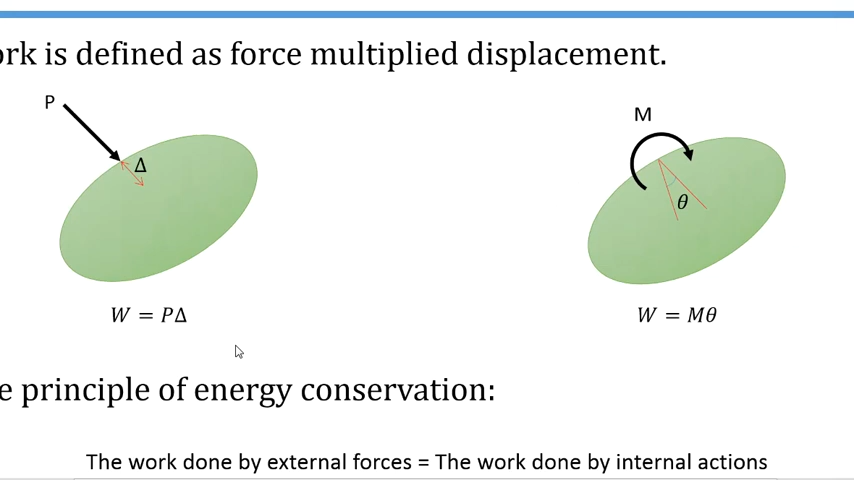 ork is defined as force multiplied displacement.
P
Δ
M
θ
W = PΔ
W = Mθ
e principle of energy conservation:
The work done by external forces = The work done by internal actions